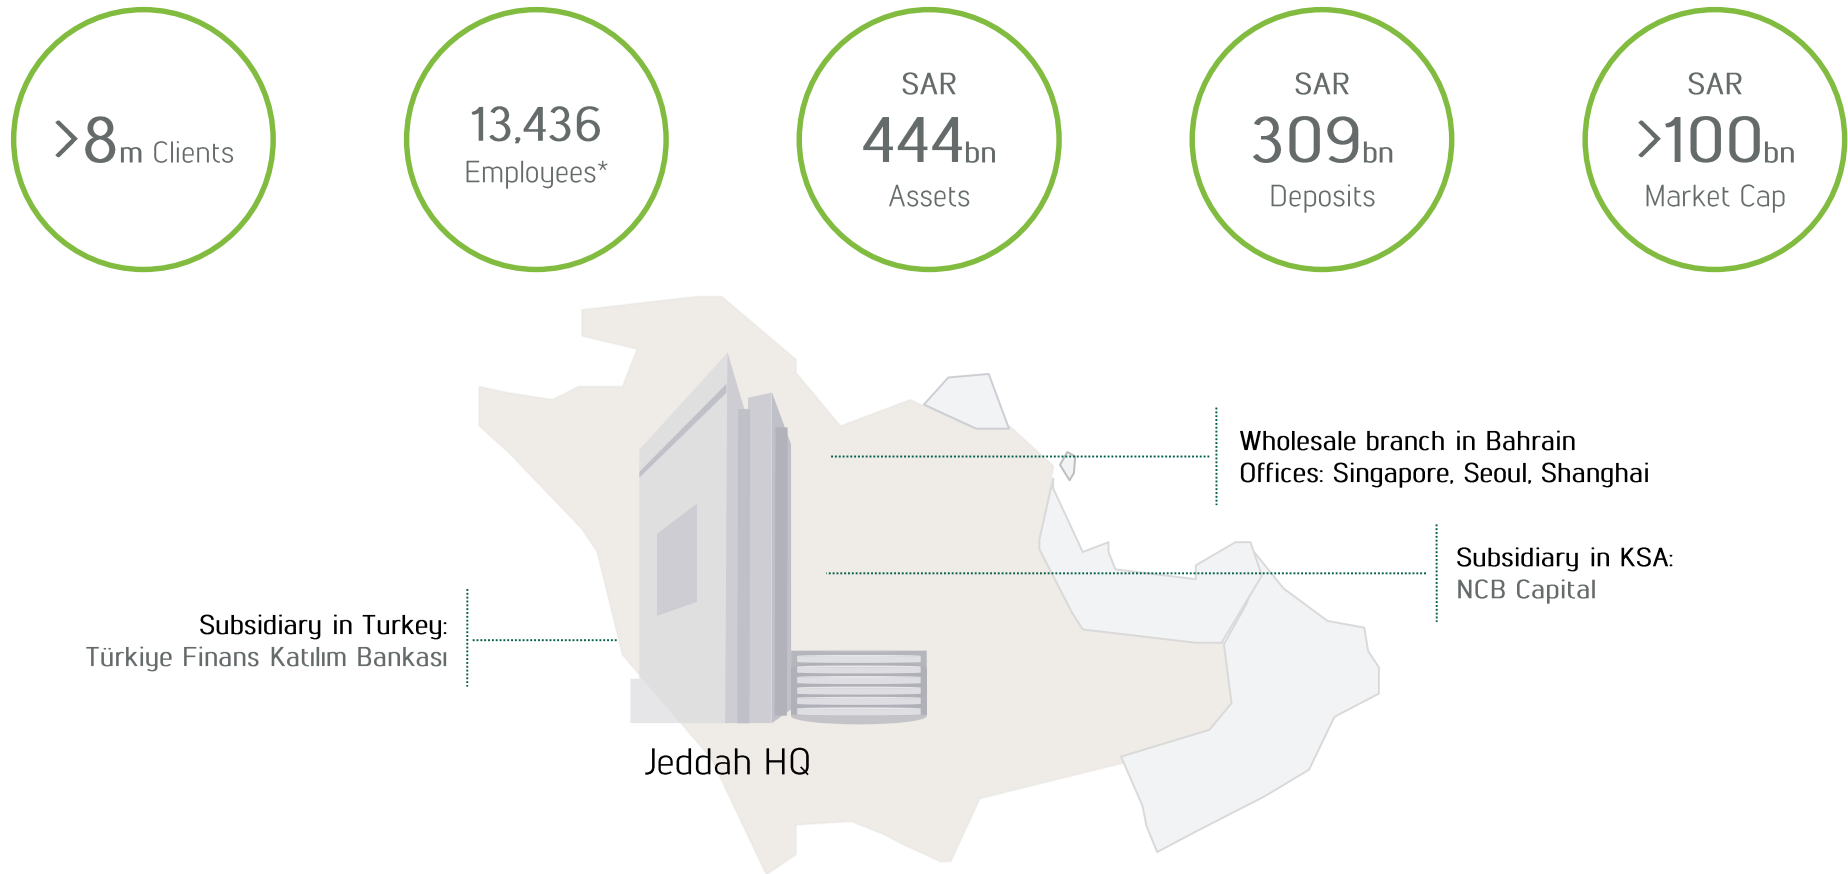 >8m Clients
13,436
Employees*
SAR
444bn
Assets
SAR
309bn
Deposits
SAR
>100bn
Market Cap
Wholesale branch in Bahrain
Offices: Singapore, Seoul, Shanghai
Subsidiary in KSA:
NCB Capital
Subsidiary in Turkey:
Türkiye Finans Katılım Bankası
Jeddah HQ